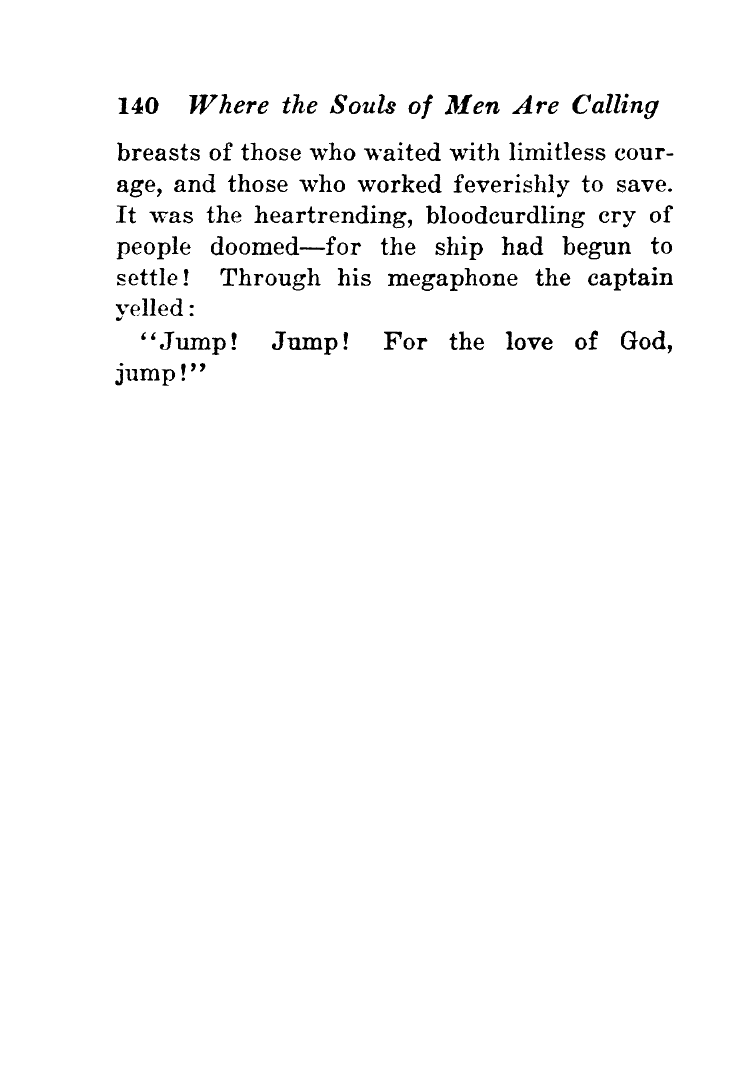 140 Where the Souls of Men Are Calling
breasts of those who waited with limitless cour-
age, and those who worked feverishly to save.
It was the heartrending, bloodcurdling cry of
people doomed—for the ship had begun to
settle! Through his megaphone the captain
yelled:
“Jump! Jump! For the love of God,
jump!”